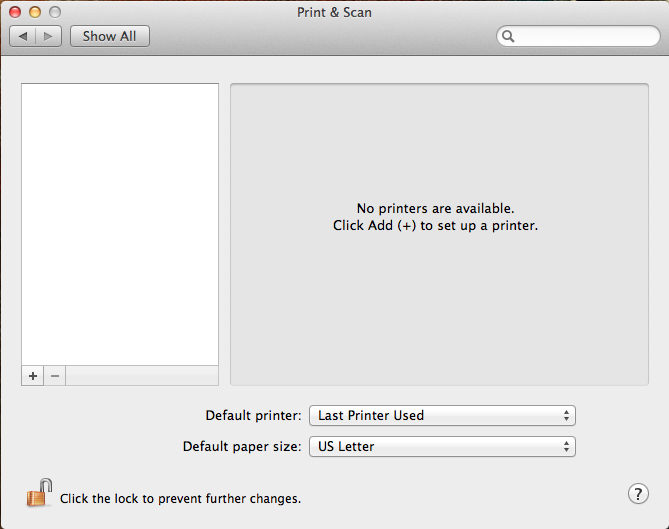 Print & Scan
Show All
No printers are available.
Click Add (+) to set up a printer.
+ −
Default printer: Last Printer Used
Default paper size: US Letter
Click the lock to prevent further changes.
?